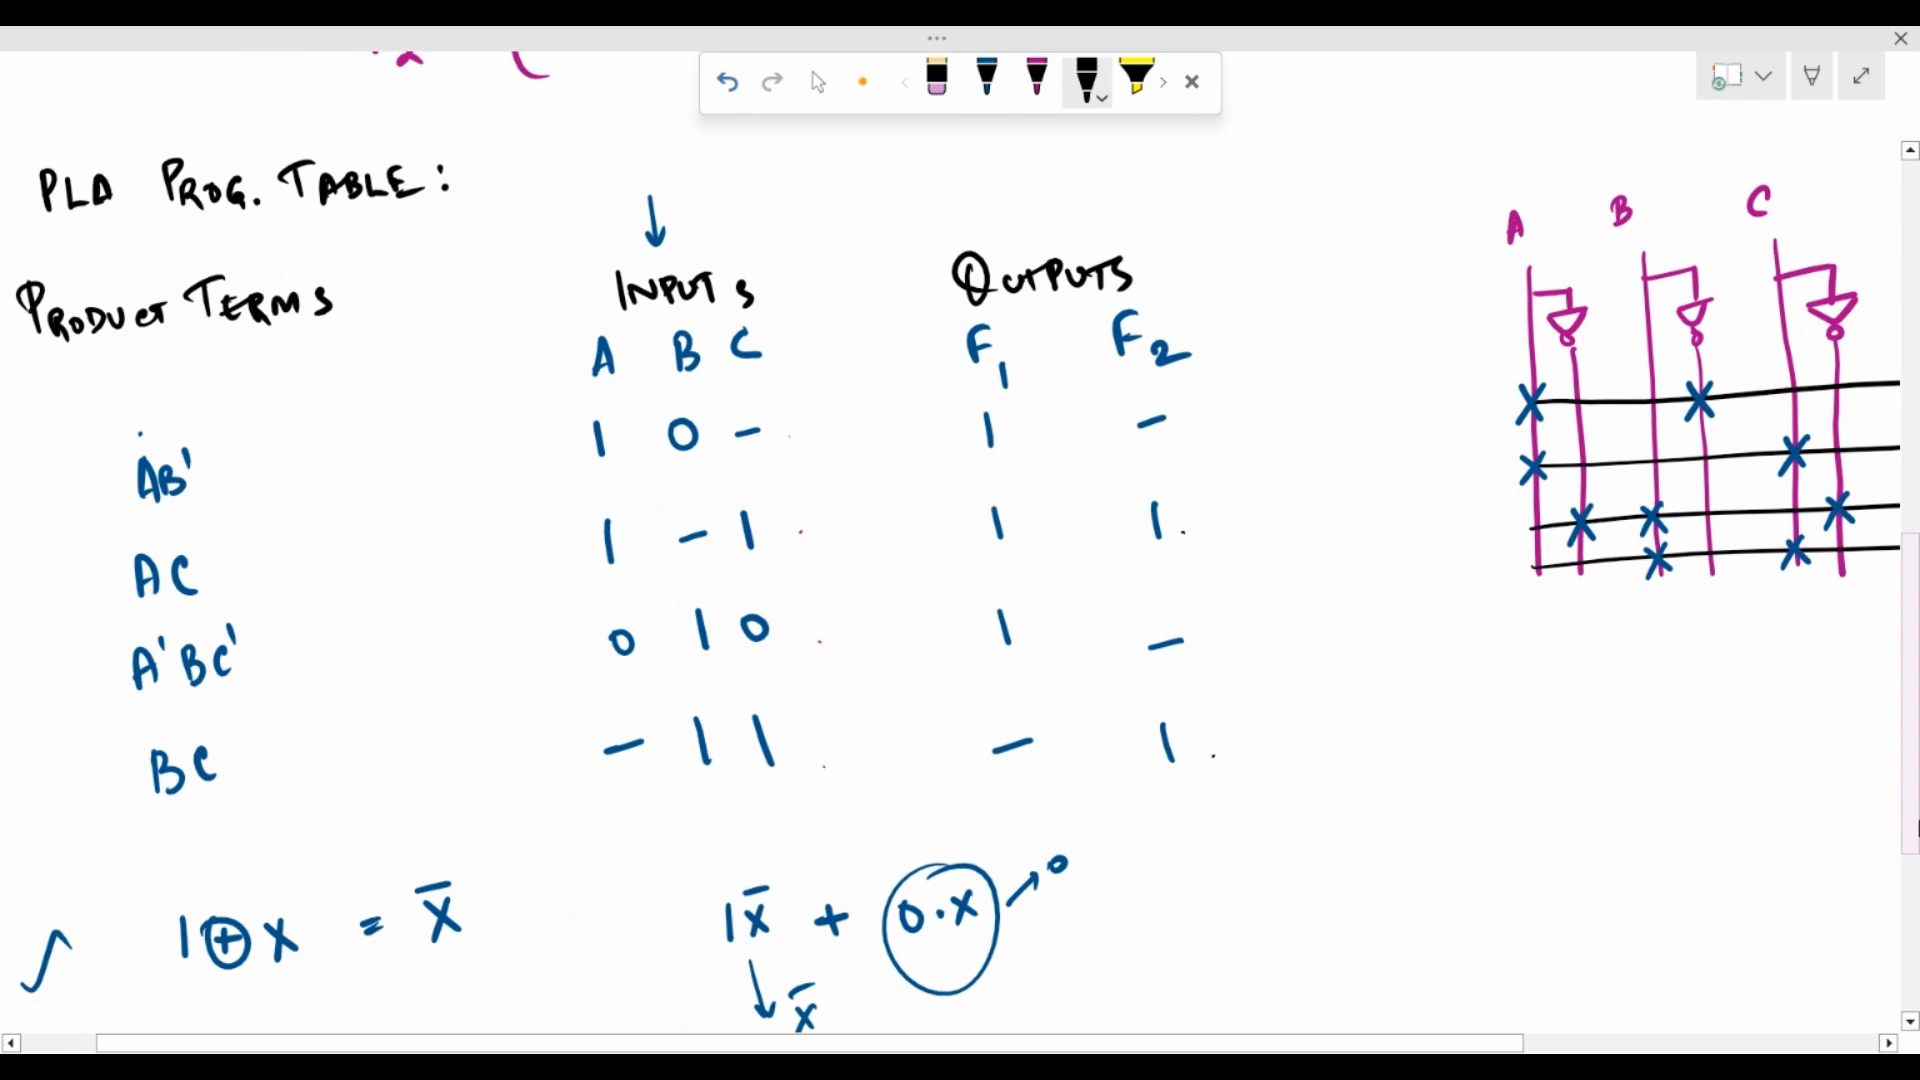 PLA PROG. TABLE:
PRODUCT TERMS INPUTS OUTPUTS
A B C F1 F2
AB' 1 0 - 1 -
AC 1 - 1 1 1
A'BC' 0 1 0 1 -
BC - 1 1 - 1
1 ⊕ x = x̅ 1x̅ + 0.x → 0
↓ x̅
A B C